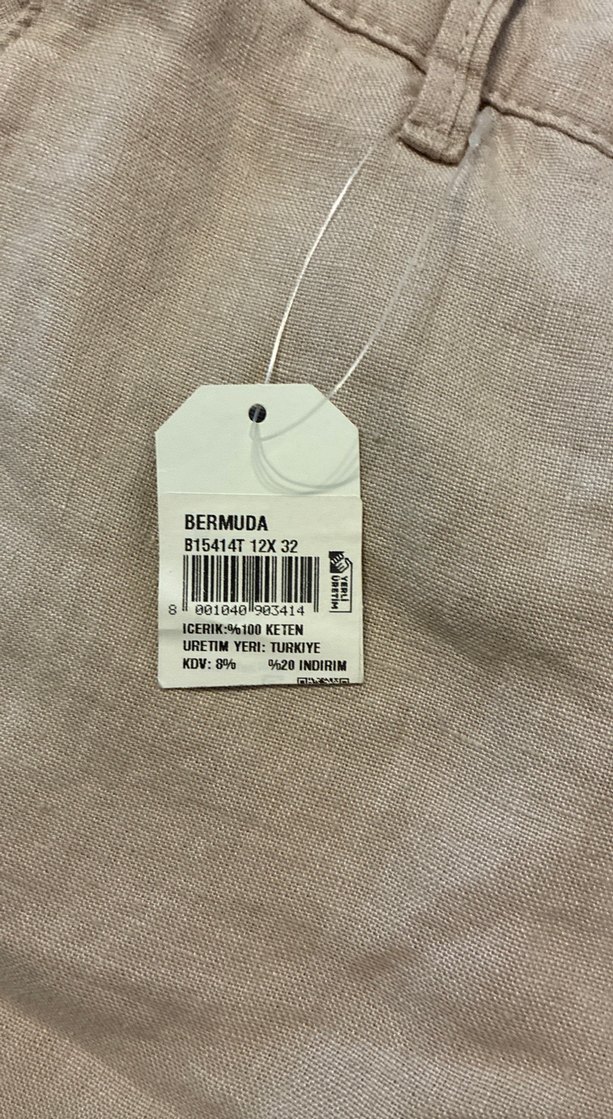 BERMUDA
B15414T 12X 32
8 001040 903414
YERLİ
ÜRETİM
ICERIK:%100 KETEN
URETIM YERI: TURKIYE
KDV: 8% %20 INDIRIM